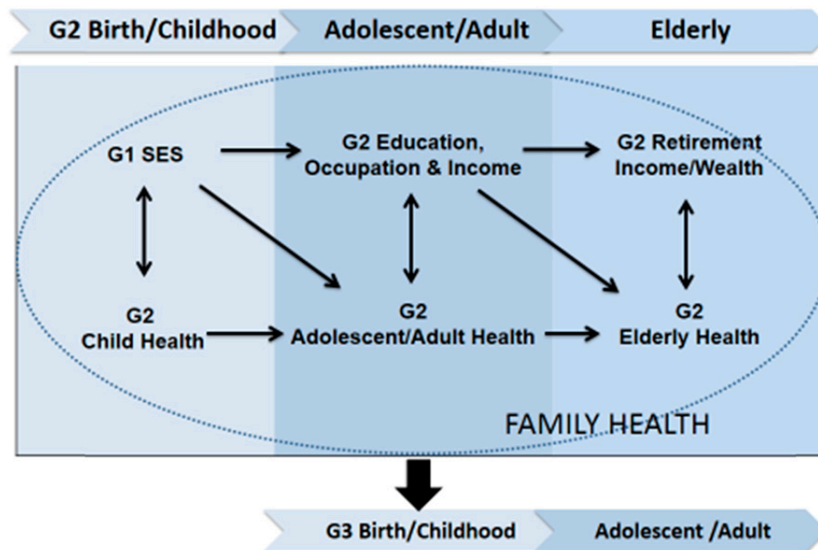 G2 Birth/Childhood
Adolescent/Adult
Elderly
G1 SES
G2 Education,
Occupation & Income
G2 Retirement
Income/Wealth
G2
Child Health
G2
Adolescent/Adult Health
G2
Elderly Health
FAMILY HEALTH
G3 Birth/Childhood
Adolescent /Adult